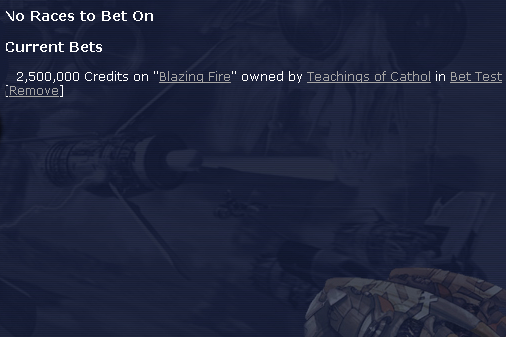 No Races to Bet On
Current Bets
2,500,000 Credits on "Blazing Fire" owned by Teachings of Cathol in Bet Test
[Remove]